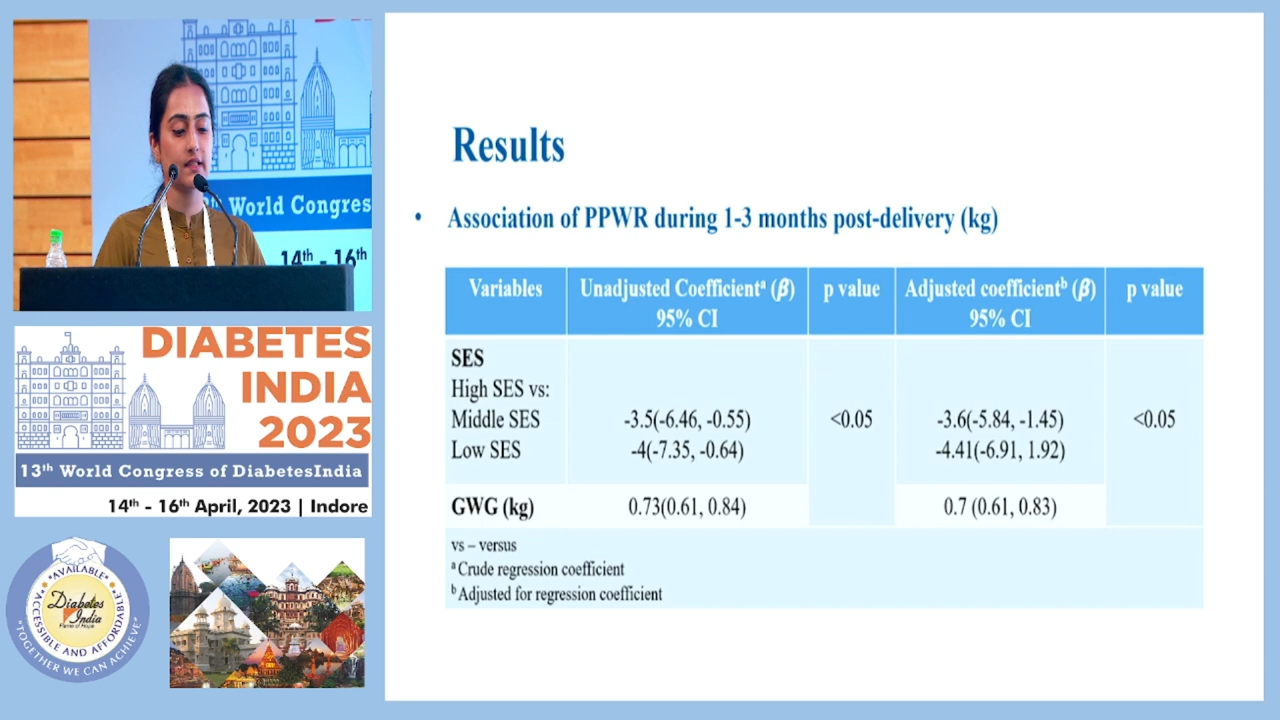 World Congres
14th - 16th
DIABETES
INDIA
2023
13th World Congress of DiabetesIndia
14th - 16th April, 2023 | Indore
"AVAILABLE"
"ACCESSIBLE AND AFFORDABLE"
Diabetes
India
"TOGETHER WE CAN ACHIEVE"
Results
• Association of PPWR during 1-3 months post-delivery (kg)
Variables Unadjusted Coefficientᵃ (β) 95% CI p value Adjusted coefficientᵇ (β) 95% CI p value
SES
High SES vs:
Middle SES -3.5(-6.46, -0.55) <0.05 -3.6(-5.84, -1.45) <0.05
Low SES -4(-7.35, -0.64) -4.41(-6.91, 1.92)
GWG (kg) 0.73(0.61, 0.84) 0.7 (0.61, 0.83)
vs – versus
ᵃ Crude regression coefficient
ᵇ Adjusted for regression coefficient